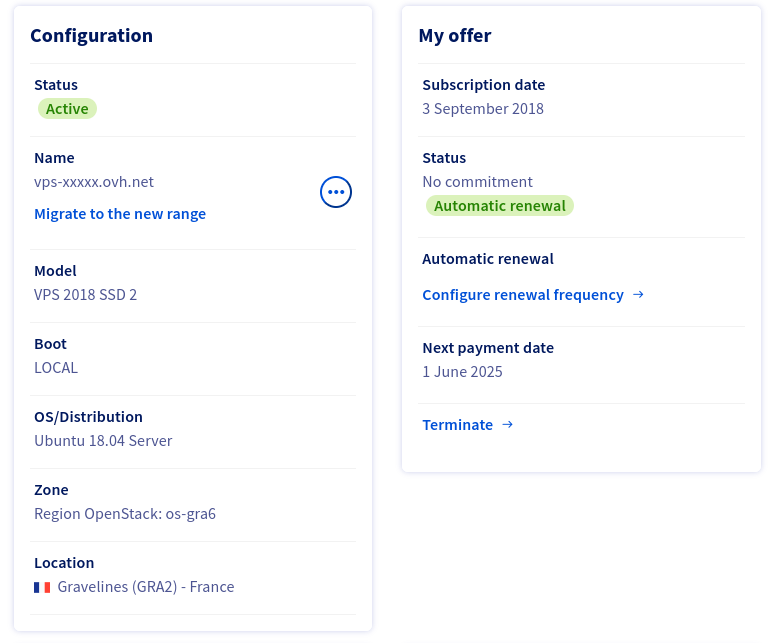 Configuration
Status
Active
Name
vps-xxxxx.ovh.net
Migrate to the new range
Model
VPS 2018 SSD 2
Boot
LOCAL
OS/Distribution
Ubuntu 18.04 Server
Zone
Region OpenStack: os-gra6
Location
Gravelines (GRA2) - France
My offer
Subscription date
3 September 2018
Status
No commitment
Automatic renewal
Automatic renewal
Configure renewal frequency →
Next payment date
1 June 2025
Terminate →